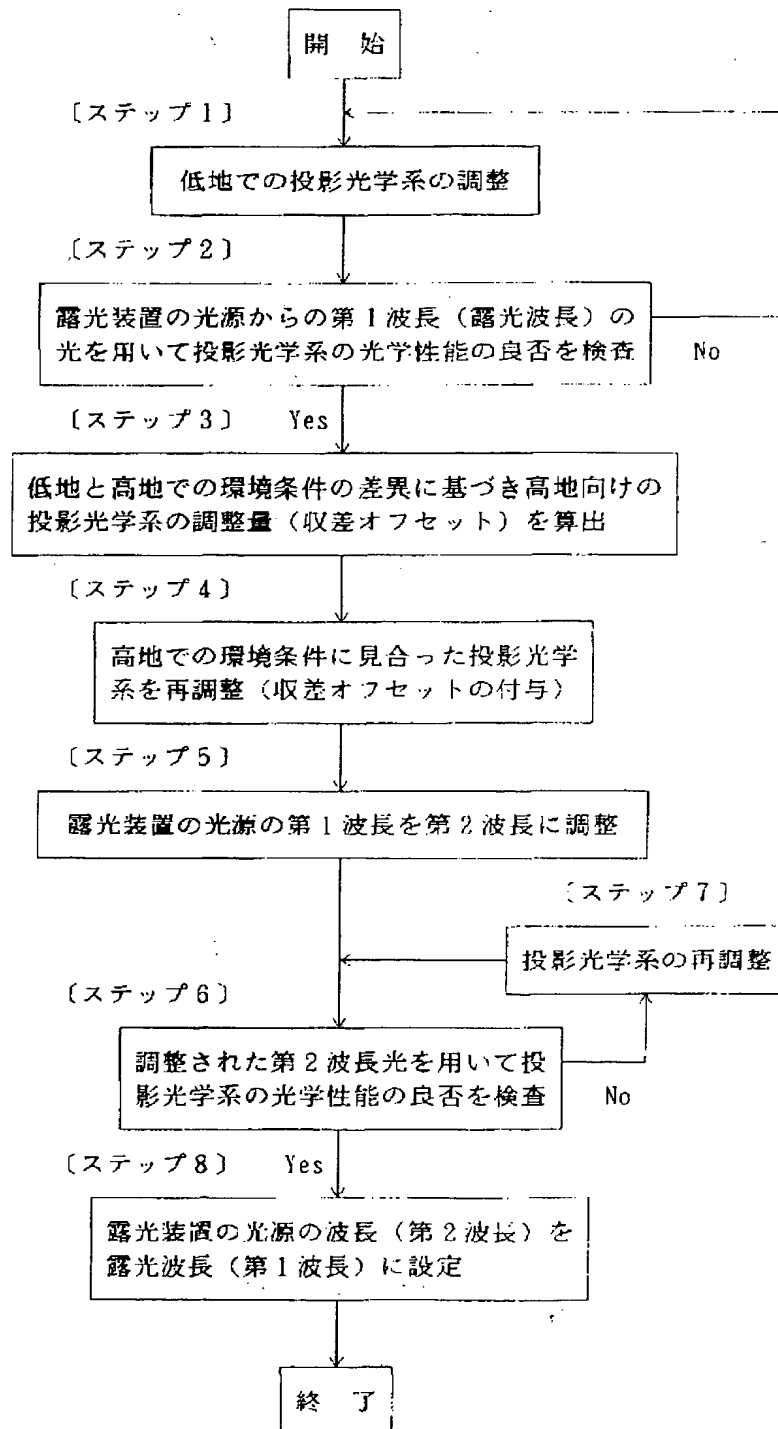 開 始
〔ステップ1〕
低地での投影光学系の調整
〔ステップ2〕
露光装置の光源からの第1波長（露光波長）の
光を用いて投影光学系の光学性能の良否を検査
No
〔ステップ3〕 Yes
低地と高地での環境条件の差異に基づき高地向けの
投影光学系の調整量（収差オフセット）を算出
〔ステップ4〕
高地での環境条件に見合った投影光学
系を再調整（収差オフセットの付与）
〔ステップ5〕
露光装置の光源の第1波長を第2波長に調整
〔ステップ7〕
投影光学系の再調整
〔ステップ6〕
調整された第2波長光を用いて投
影光学系の光学性能の良否を検査
No
〔ステップ8〕 Yes
露光装置の光源の波長（第2波長）を
露光波長（第1波長）に設定
終 了